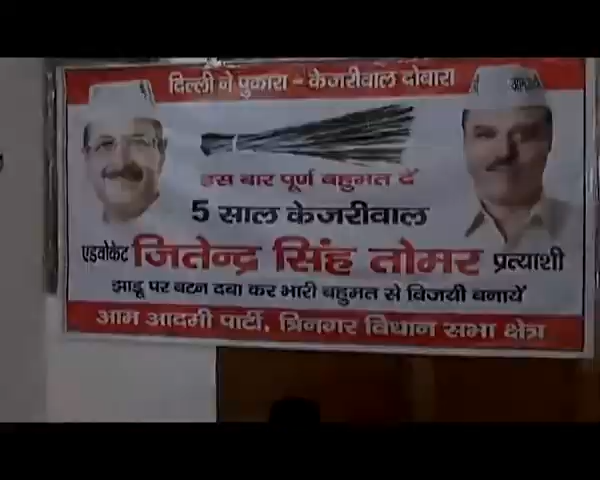 दिल्ली ने पुकारा - केजरीवाल दोबारा
इस बार पूर्ण बहुमत दें
5 साल केजरीवाल
एडवोकेट जितेन्द्र सिंह तोमर प्रत्याशी
झाडू पर बटन दबा कर भारी बहुमत से विजयी बनायें
आम आदमी पार्टी, त्रिनगर विधान सभा क्षेत्र